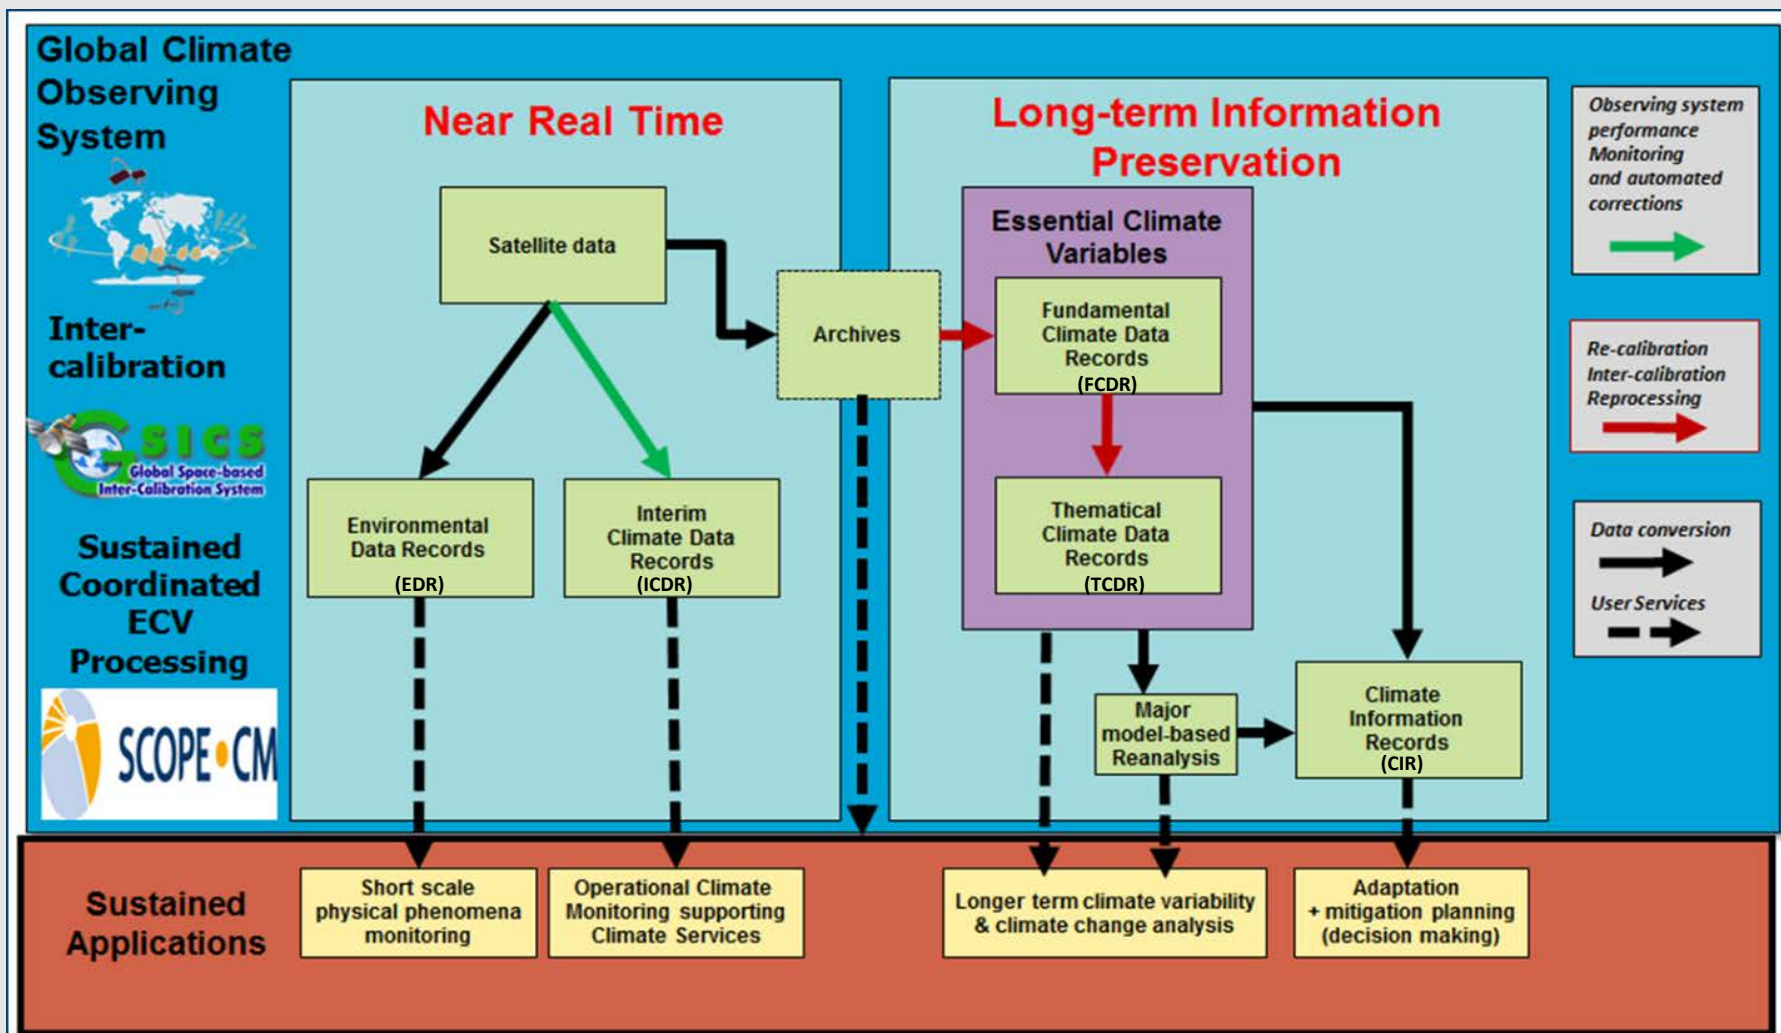 Global Climate
Observing
System
Inter-
calibration
GSICS
Global Space-based
Inter-Calibration System
Sustained
Coordinated
ECV
Processing
SCOPE•CM
Near Real Time
Satellite data
Archives
Environmental
Data Records
(EDR)
Interim
Climate Data
Records
(ICDR)
Long-term Information
Preservation
Essential Climate
Variables
Fundamental
Climate Data
Records
(FCDR)
Thematical
Climate Data
Records
(TCDR)
Major
model-based
Reanalysis
Climate
Information
Records
(CIR)
Observing system
performance
Monitoring
and automated
corrections
Re-calibration
Inter-calibration
Reprocessing
Data conversion
User Services
Sustained
Applications
Short scale
physical phenomena
monitoring
Operational Climate
Monitoring supporting
Climate Services
Longer term climate variability
& climate change analysis
Adaptation
+ mitigation planning
(decision making)